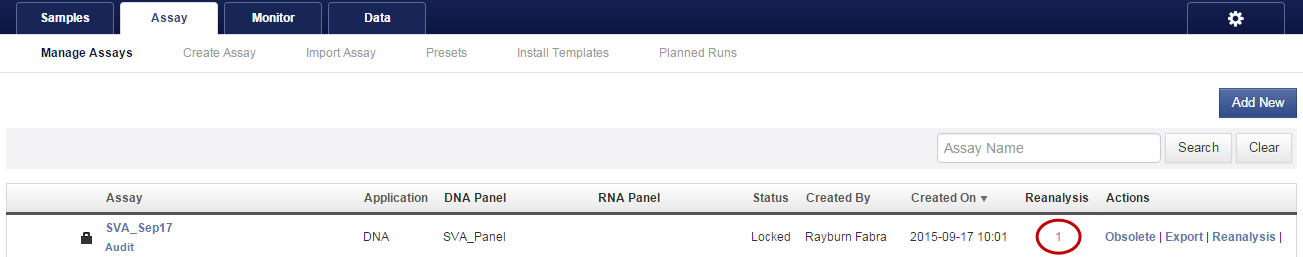 Samples Assay Monitor Data
Manage Assays Create Assay Import Assay Presets Install Templates Planned Runs
Add New
Assay Name Search Clear
Assay Application DNA Panel RNA Panel Status Created By Created On Reanalysis Actions
SVA_Sep17 DNA SVA_Panel Locked Rayburn Fabra 2015-09-17 10:01 1 Obsolete | Export | Reanalysis |
Audit